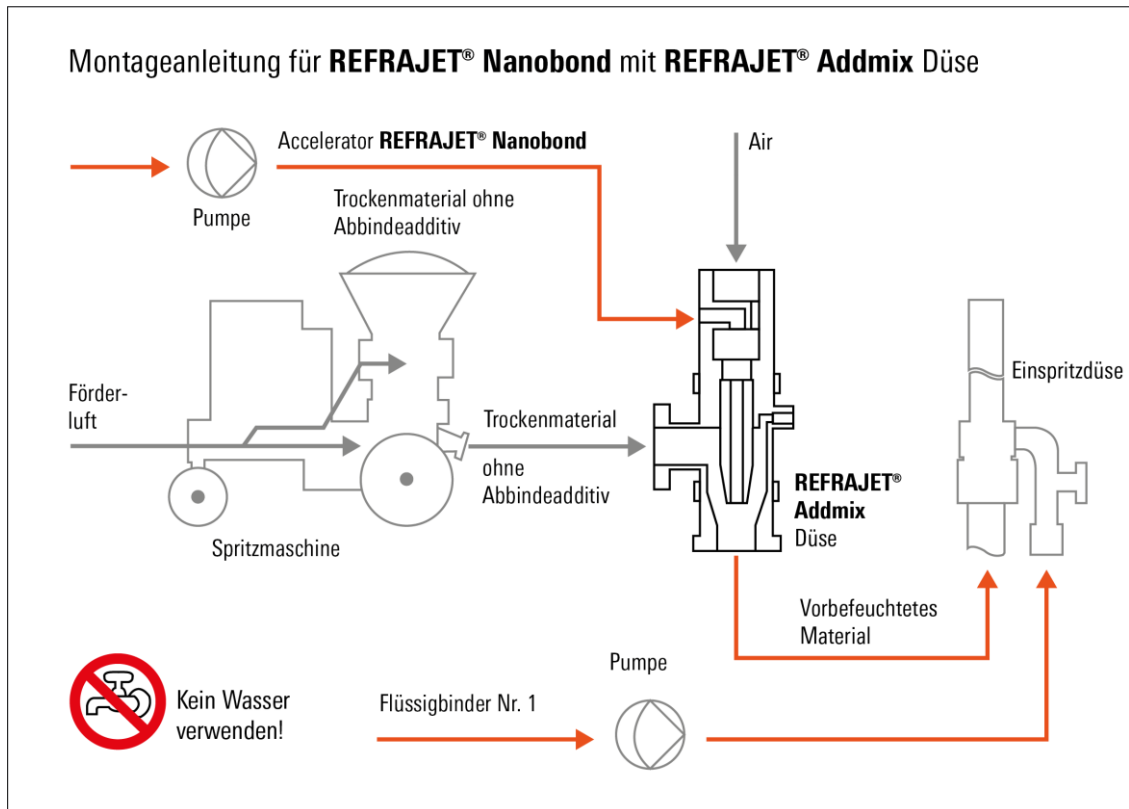 Montageanleitung für REFRAJET® Nanobond mit REFRAJET® Addmix Düse
Accelerator REFRAJET® Nanobond
Air
Pumpe
Trockenmaterial ohne
Abbindeadditiv
Einspritzdüse
Förder-
luft
Trockenmaterial
ohne
Abbindeadditiv
REFRAJET®
Addmix
Düse
Spritzmaschine
Vorbefeuchtetes
Material
Pumpe
Kein Wasser
verwenden!
Flüssigbinder Nr. 1